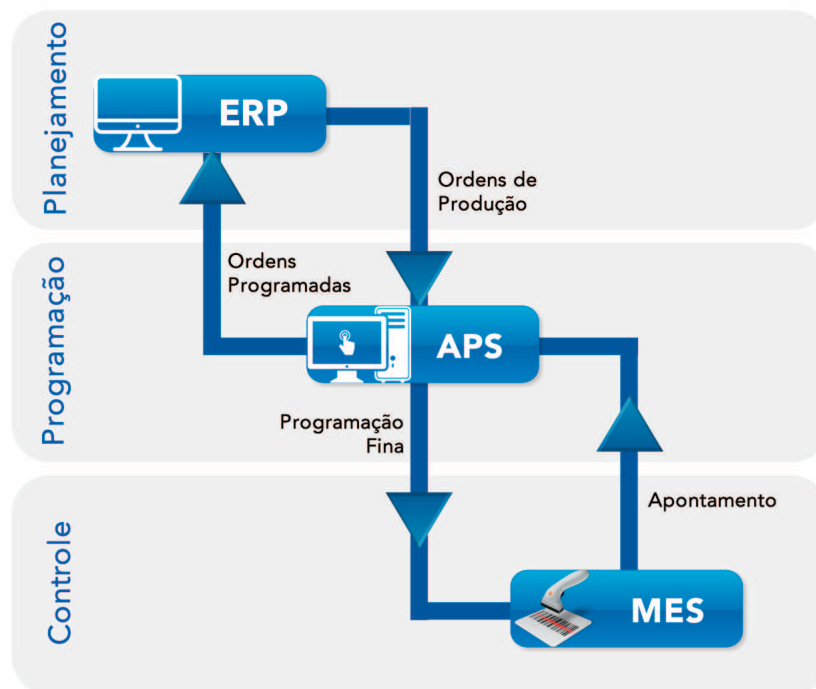 Planejamento
ERP
Ordens de
Produção
Programação
Ordens
Programadas
APS
Programação
Fina
Controle
Apontamento
MES